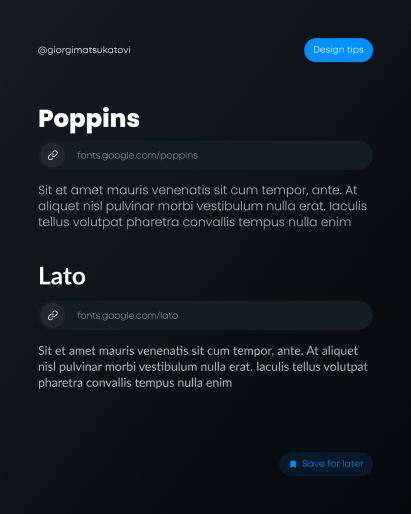 @giorgimatsukatovi
Design tips
Poppins
fonts.google.com/poppins
Sit et amet mauris venenatis sit cum tempor, ante. At
aliquet nisl pulvinar morbi vestibulum nulla erat. Iaculis
tellus volutpat pharetra convallis tempus nulla enim
Lato
fonts.google.com/lato
Sit et amet mauris venenatis sit cum tempor, ante. At aliquet
nisl pulvinar morbi vestibulum nulla erat. Iaculis tellus volutpat
pharetra convallis tempus nulla enim
Save for later